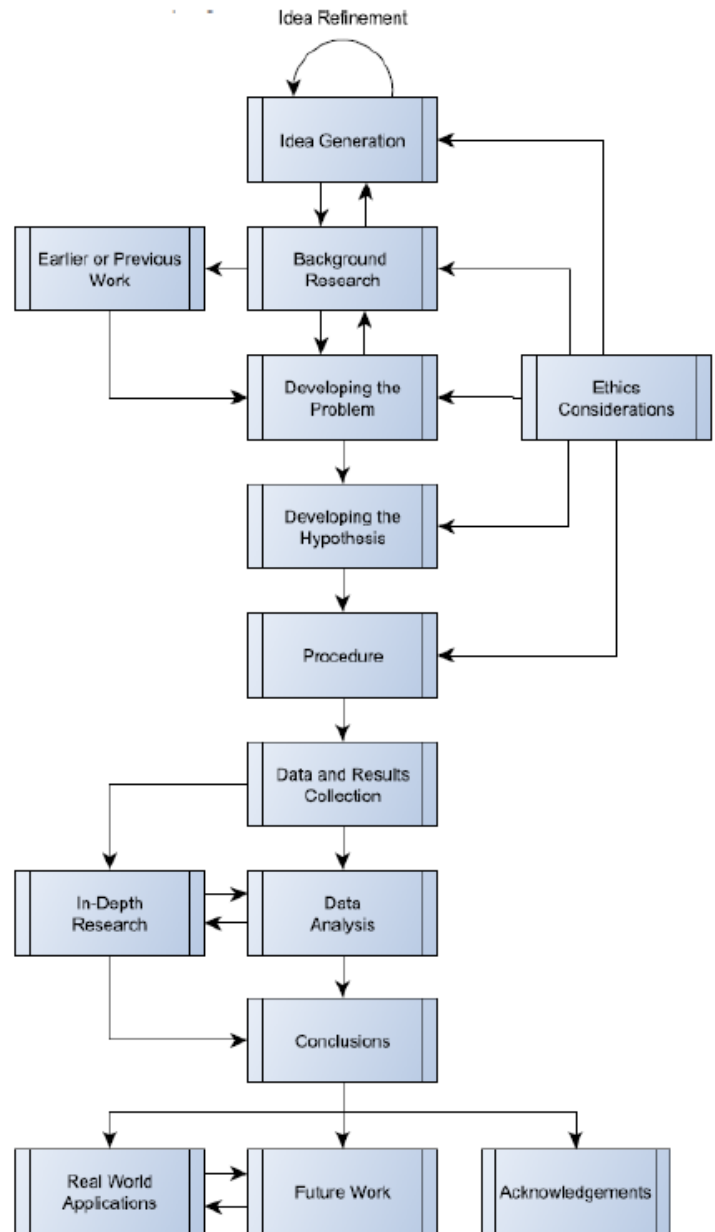 Idea Refinement
Idea Generation
Earlier or Previous
Work
Background
Research
Developing the
Problem
Ethics
Considerations
Developing the
Hypothesis
Procedure
Data and Results
Collection
In-Depth
Research
Data
Analysis
Conclusions
Real World
Applications
Future Work
Acknowledgements